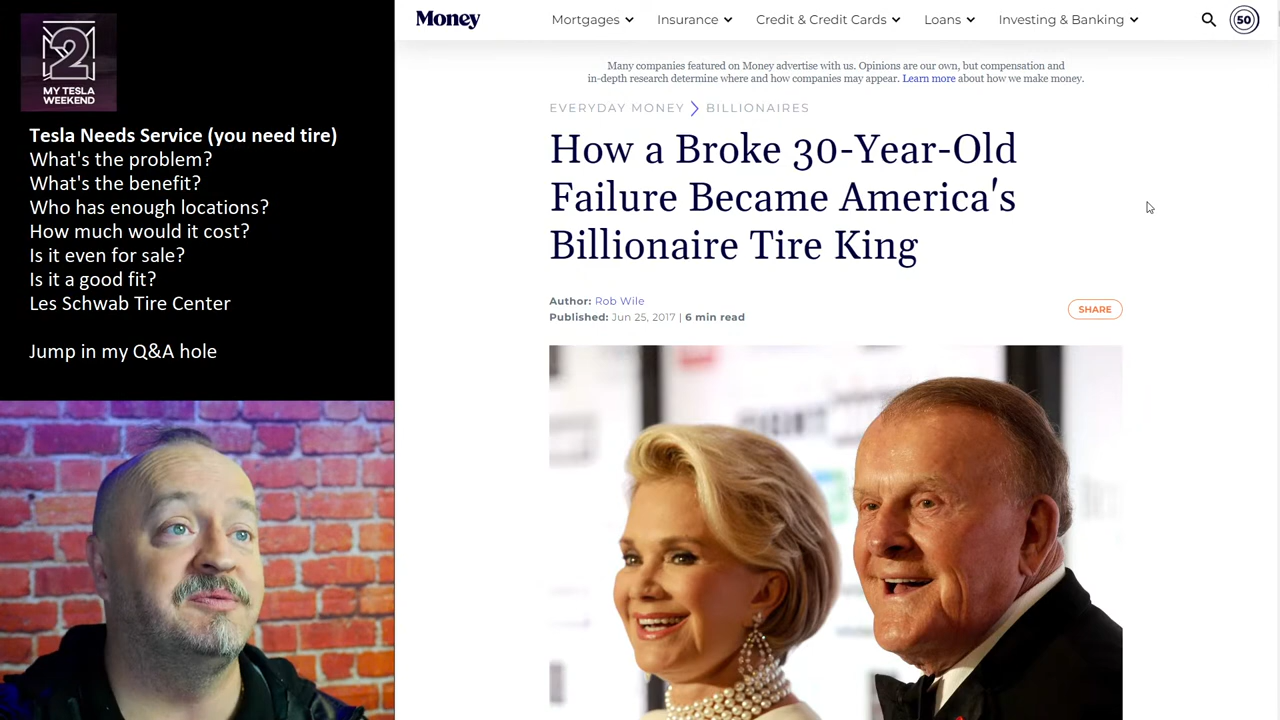 2
MY TESLA
WEEKEND
Tesla Needs Service (you need tire)
What's the problem?
What's the benefit?
Who has enough locations?
How much would it cost?
Is it even for sale?
Is it a good fit?
Les Schwab Tire Center
Jump in my Q&A hole
Money
Mortgages Insurance Credit & Credit Cards Loans Investing & Banking 50
Many companies featured on Money advertise with us. Opinions are our own, but compensation and
in-depth research determine where and how companies may appear. Learn more about how we make money.
EVERYDAY MONEY BILLIONAIRES
How a Broke 30-Year-Old
Failure Became America's
Billionaire Tire King
Author: Rob Wile
Published: Jun 25, 2017 | 6 min read
SHARE